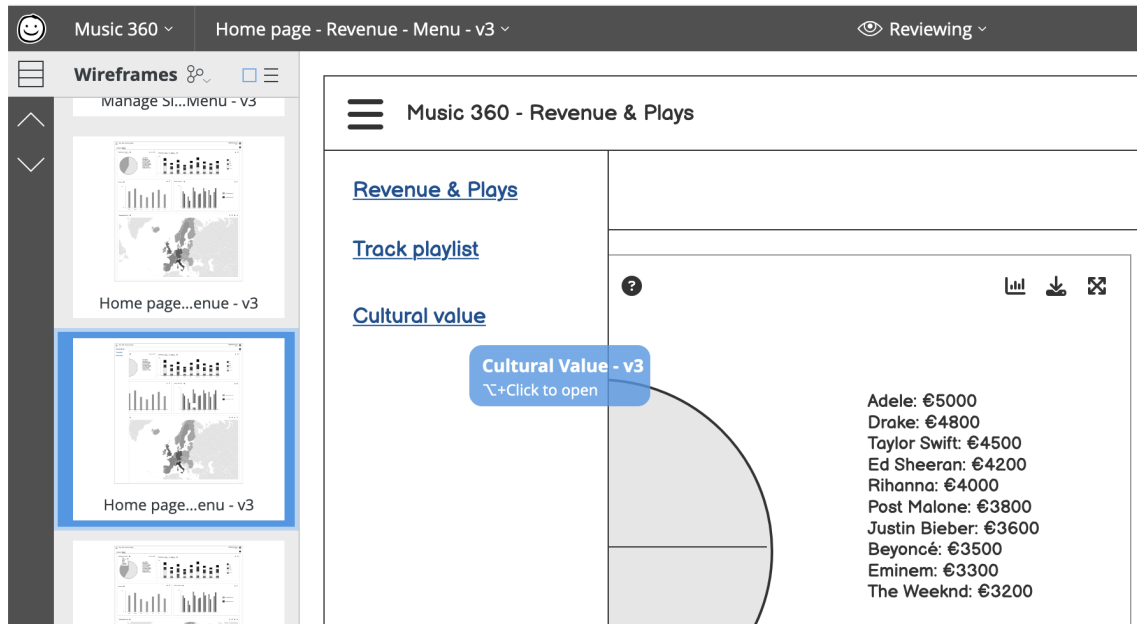 Music 360
Home page - Revenue - Menu - v3
Reviewing
Wireframes
Manage Sl...Menu - v3
Home page...enue - v3
Home page...enu - v3
Music 360 - Revenue & Plays
Revenue & Plays
Track playlist
Cultural value
Cultural Value - v3
⌥+Click to open
?
Adele: €5000
Drake: €4800
Taylor Swift: €4500
Ed Sheeran: €4200
Rihanna: €4000
Post Malone: €3800
Justin Bieber: €3600
Beyoncé: €3500
Eminem: €3300
The Weeknd: €3200